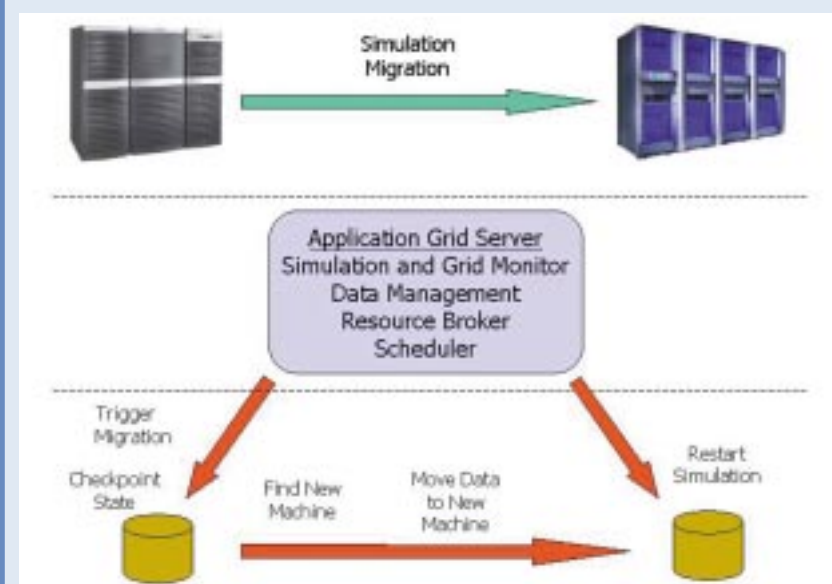 Simulation
Migration
Application Grid Server
Simulation and Grid Monitor
Data Management
Resource Broker
Scheduler
Trigger
Migration
Checkpoint
State
Find New
Machine
Move Data
to New
Machine
Restart
Simulation